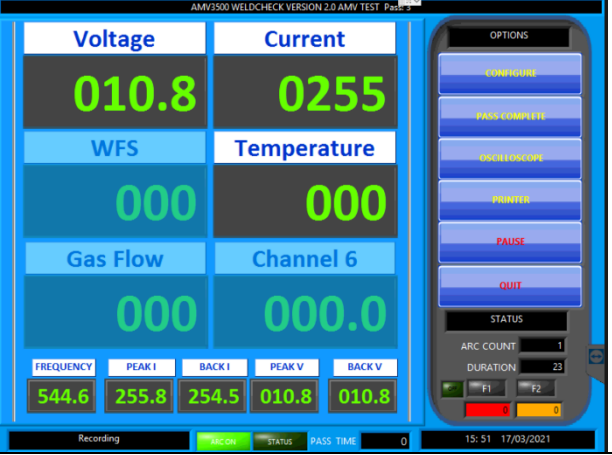 AMV3500 WELDCHECK VERSION 2.0 AMV TEST Pass: 3
Voltage
Current
010.8
0255
WFS
Temperature
000
000
Gas Flow
Channel 6
000
000.0
FREQUENCY
PEAK I
BACK I
PEAK V
BACK V
544.6
255.8
254.5
010.8
010.8
OPTIONS
CONFIGURE
PASS COMPLETE
OSCILLOSCOPE
PRINTER
PAUSE
QUIT
STATUS
ARC COUNT 1
DURATION 23
F1
F2
0
0
Recording
ARC ON
STATUS
PASS TIME 0
15: 51 17/03/2021